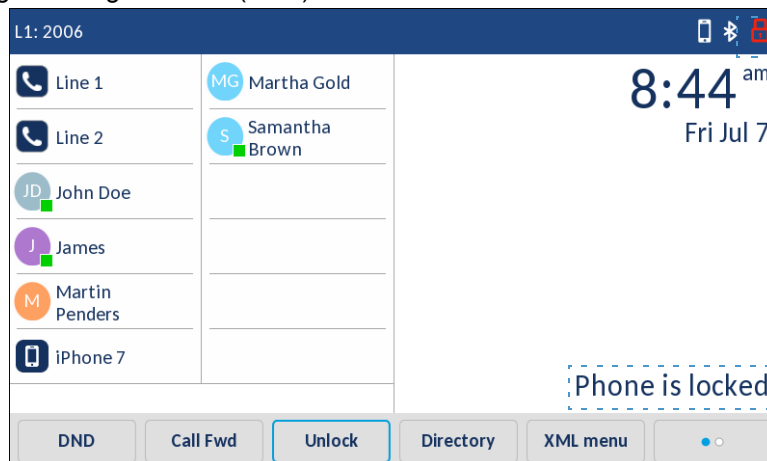 L1: 2006
8:44 am
Fri Jul 7
Line 1
Line 2
JD John Doe
J James
M Martin
Penders
iPhone 7
MG Martha Gold
S Samantha
Brown
Phone is locked
DND
Call Fwd
Unlock
Directory
XML menu